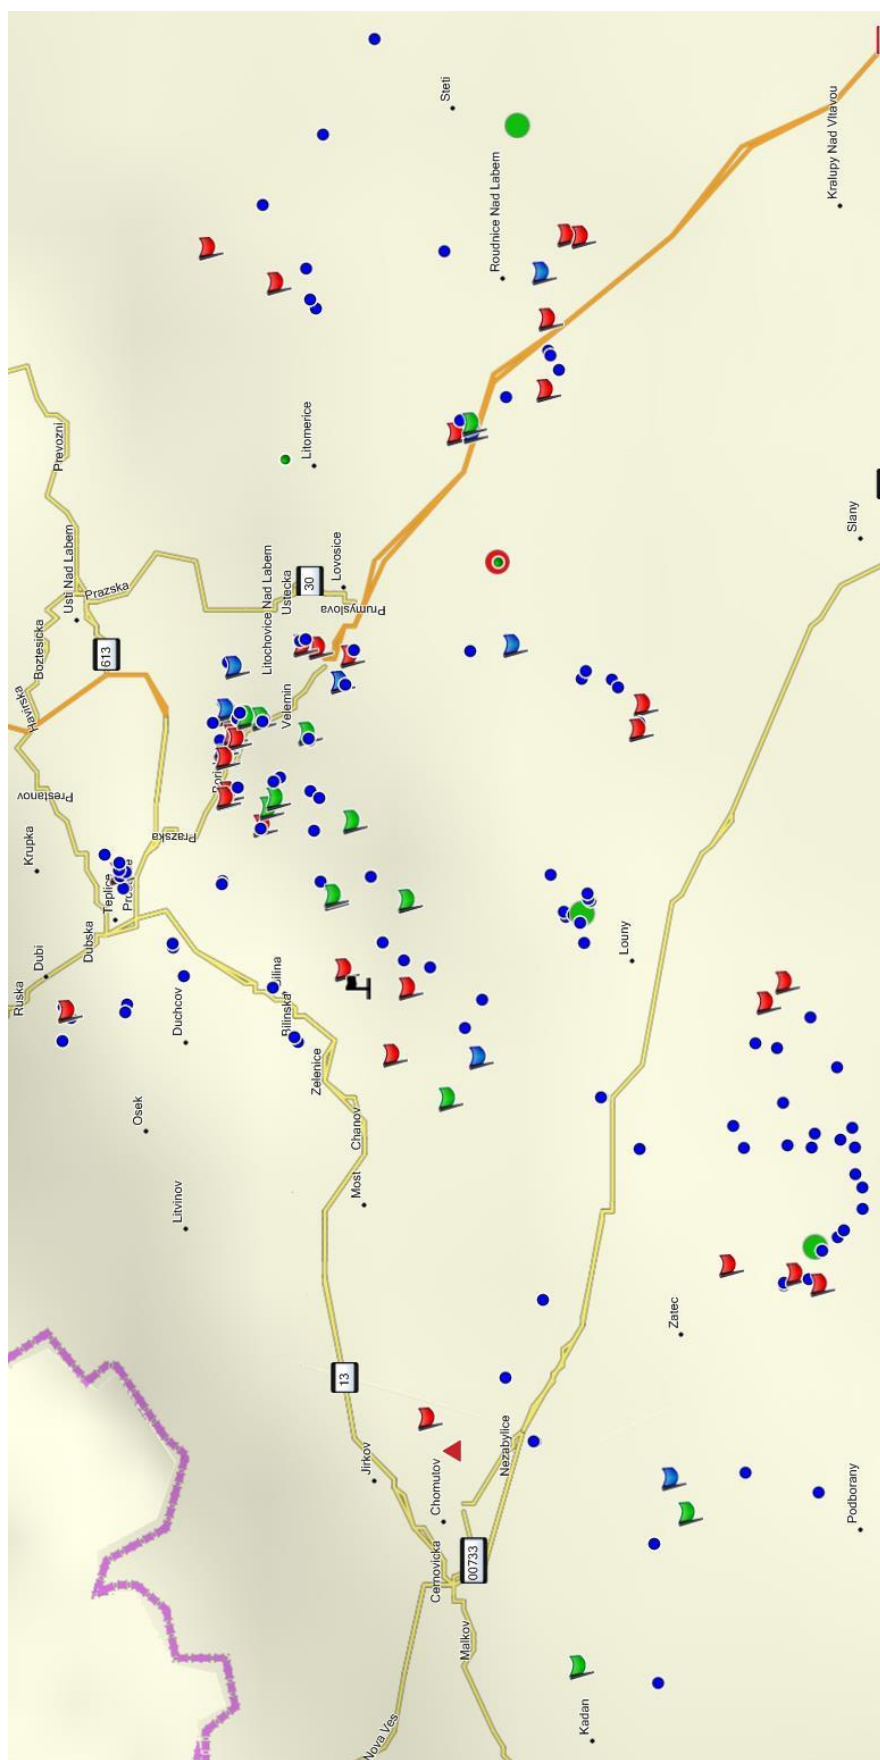 Steti
Roudnice Nad Labem
Kralupy Nad Vltavou
Prevozni
Litomerice
Usti Nad Labem
Prazska
Boztesicka
613
Litochovice Nad Labem
Ustecka
30
Lovosice
Prumyslova
Slany
Havirska
Velemin
Prestanov
Krupka
Prazska
Teplice
Dubska
Dubi
Ruska
Duchcov
Bilinska
Zelenice
Louny
Osek
Chanov
Most
Litvinov
Zatec
13
Jirkov
Chomutov
Nezabylice
Podborany
Cernovicka
00733
Malkov
Kadan
Nova Ves